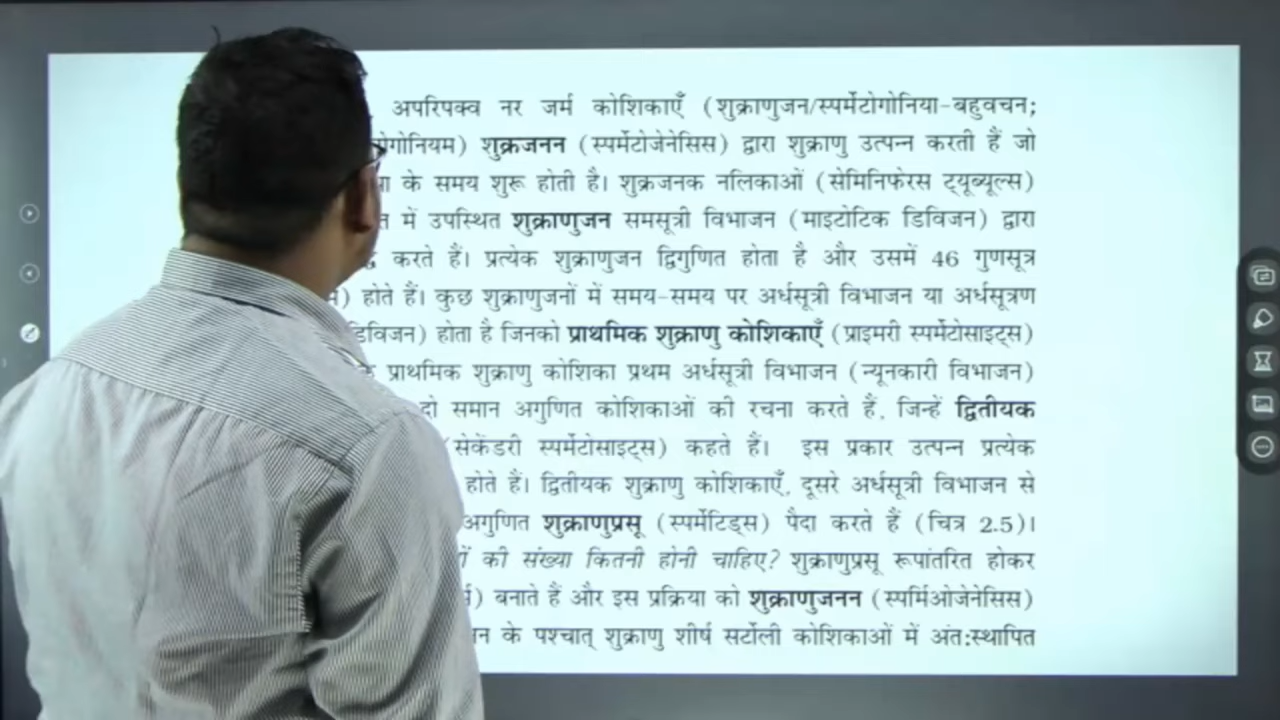 अपरिपक्व नर जर्म कोशिकाएँ (शुक्राणुजन/स्पर्मेटोगोनिया-बहुवचन;
शुक्रजनन (स्पर्मेटोजेनेसिस) द्वारा शुक्राणु उत्पन्न करती हैं जो
के समय शुरू होती है। शुक्रजनक नलिकाओं (सेमिनिफेरस ट्यूब्यूल्स)
में उपस्थित शुक्राणुजन समसूत्री विभाजन (माइटोटिक डिविजन) द्वारा
करते हैं। प्रत्येक शुक्राणुजन द्विगुणित होता है और उसमें 46 गुणसूत्र
होते हैं। कुछ शुक्राणुजनों में समय-समय पर अर्धसूत्री विभाजन या अर्धसूत्रण
होता है जिनको प्राथमिक शुक्राणु कोशिकाएँ (प्राइमरी स्पर्मेटोसाइट्स)
प्राथमिक शुक्राणु कोशिका प्रथम अर्धसूत्री विभाजन (न्यूनकारी विभाजन)
दो समान अगुणित कोशिकाओं की रचना करते हैं, जिन्हें द्वितीयक
(सेकेंडरी स्पर्मेटोसाइट्स) कहते हैं। इस प्रकार उत्पन्न प्रत्येक
होते हैं। द्वितीयक शुक्राणु कोशिकाएँ, दूसरे अर्धसूत्री विभाजन से
अगुणित शुक्राणुप्रसू (स्पर्मेटिड्स) पैदा करते हैं (चित्र 2.5)।
की संख्या कितनी होनी चाहिए? शुक्राणुप्रसू रूपांतरित होकर
बनाते हैं और इस प्रक्रिया को शुक्राणुजनन (स्पर्मिओजेनेसिस)
के पश्चात् शुक्राणु शीर्ष सर्टोली कोशिकाओं में अंत:स्थापित